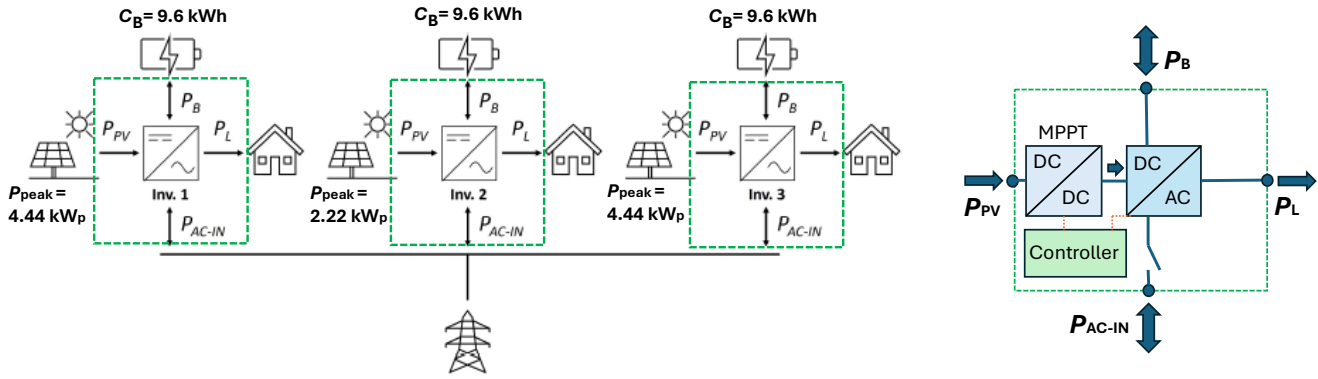 C_B= 9.6 kWh
P_B
P_PV
P_L
P_peak =
4.44 kW_p
Inv. 1
P_AC-IN
C_B= 9.6 kWh
P_B
P_PV
P_L
P_peak =
2.22 kW_p
Inv. 2
P_AC-IN
C_B= 9.6 kWh
P_B
P_PV
P_L
P_peak =
4.44 kW_p
Inv. 3
P_AC-IN
P_B
MPPT
DC
DC
DC
AC
P_PV
P_L
Controller
P_AC-IN